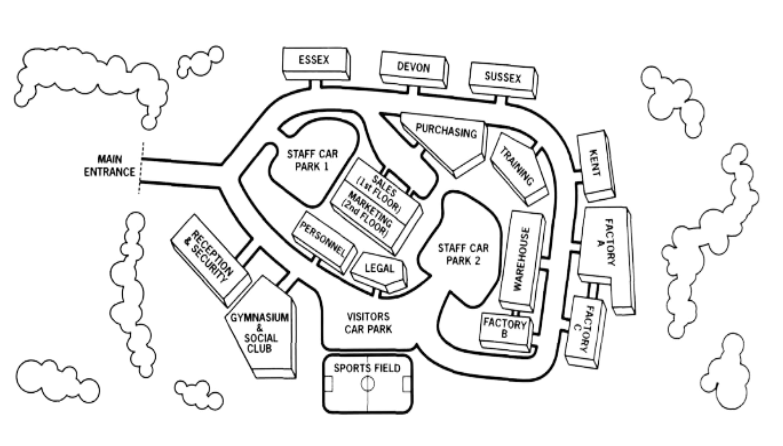 ESSEX
DEVON
SUSSEX
PURCHASING
TRAINING
KENT
MAIN
ENTRANCE
STAFF CAR
PARK 1
SALES
(1st FLOOR)
MARKETING
(2nd FLOOR)
PERSONNEL
LEGAL
STAFF CAR
PARK 2
WAREHOUSE
FACTORY
A
RECEPTION
& SECURITY
GYMNASIUM
&
SOCIAL
CLUB
VISITORS
CAR PARK
FACTORY
B
FACTORY
C
SPORTS FIELD